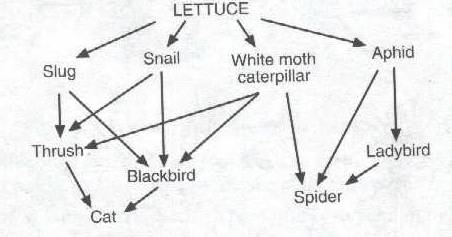 LETTUCE
Slug
Snail
White moth
caterpillar
Aphid
Thrush
Blackbird
Spider
Ladybird
Cat